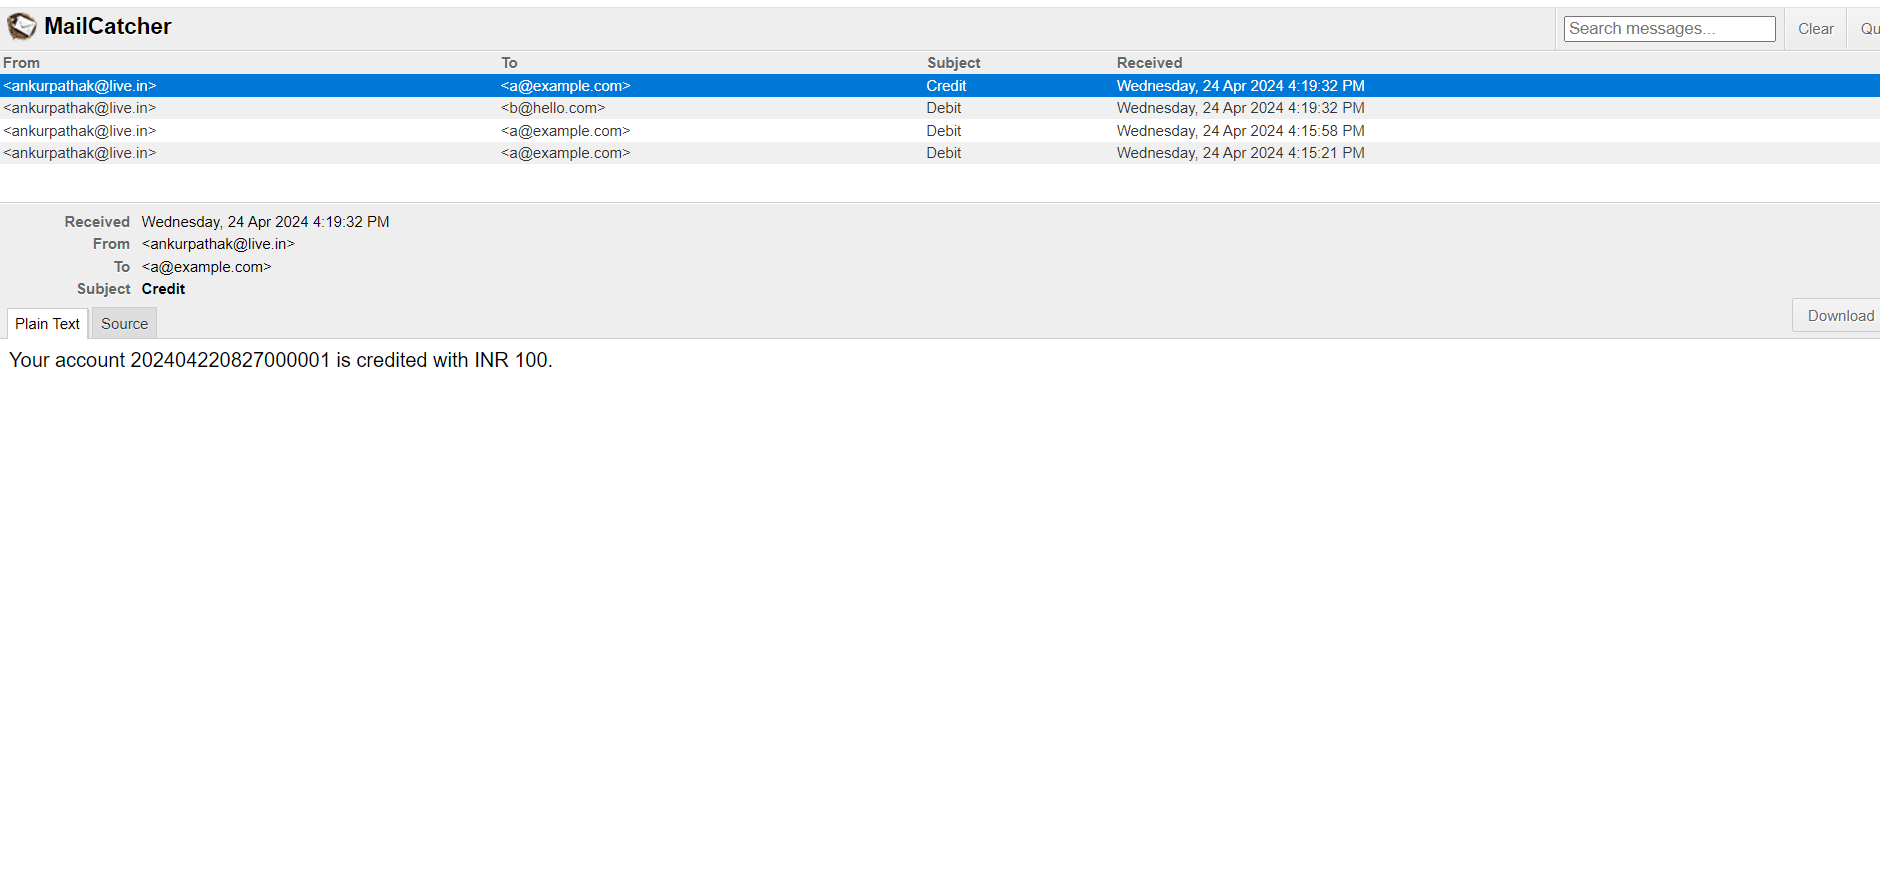 MailCatcher Search messages... Clear Qu
From To Subject Received
<ankurpathak@live.in> <a@example.com> Credit Wednesday, 24 Apr 2024 4:19:32 PM
<ankurpathak@live.in> <b@hello.com> Debit Wednesday, 24 Apr 2024 4:19:32 PM
<ankurpathak@live.in> <a@example.com> Debit Wednesday, 24 Apr 2024 4:15:58 PM
<ankurpathak@live.in> <a@example.com> Debit Wednesday, 24 Apr 2024 4:15:21 PM
Received Wednesday, 24 Apr 2024 4:19:32 PM
From <ankurpathak@live.in>
To <a@example.com>
Subject Credit
Plain Text Source Download
Your account 202404220827000001 is credited with INR 100.